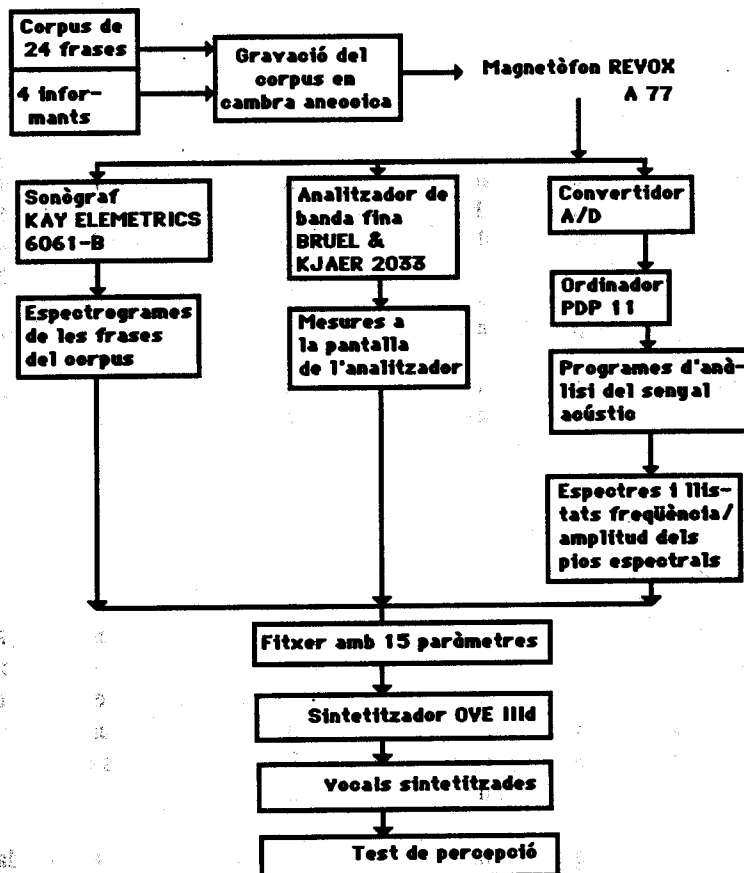 Corpus de
24 frases
4 infor-
mants
Gravació del
corpus en
cambra anecoica
Magnetòfon REVOX
A 77
Sonògraf
KAY ELEMETRICS
6061-B
Analitzador de
banda fina
BRUEL &
KJAER 2033
Convertidor
A/D
Ordinador
PDP 11
Espectrogrames
de les frases
del corpus
Mesures a
la pantalla
de l'analitzador
Programes d'anà-
lisi del senyal
acústic
Espectres i llis-
tats freqüència/
amplitud dels
pics espectrals
Fitxer amb 15 paràmetres
Sintetitzador OVE IIId
Vocals sintetitzades
Test de percepció